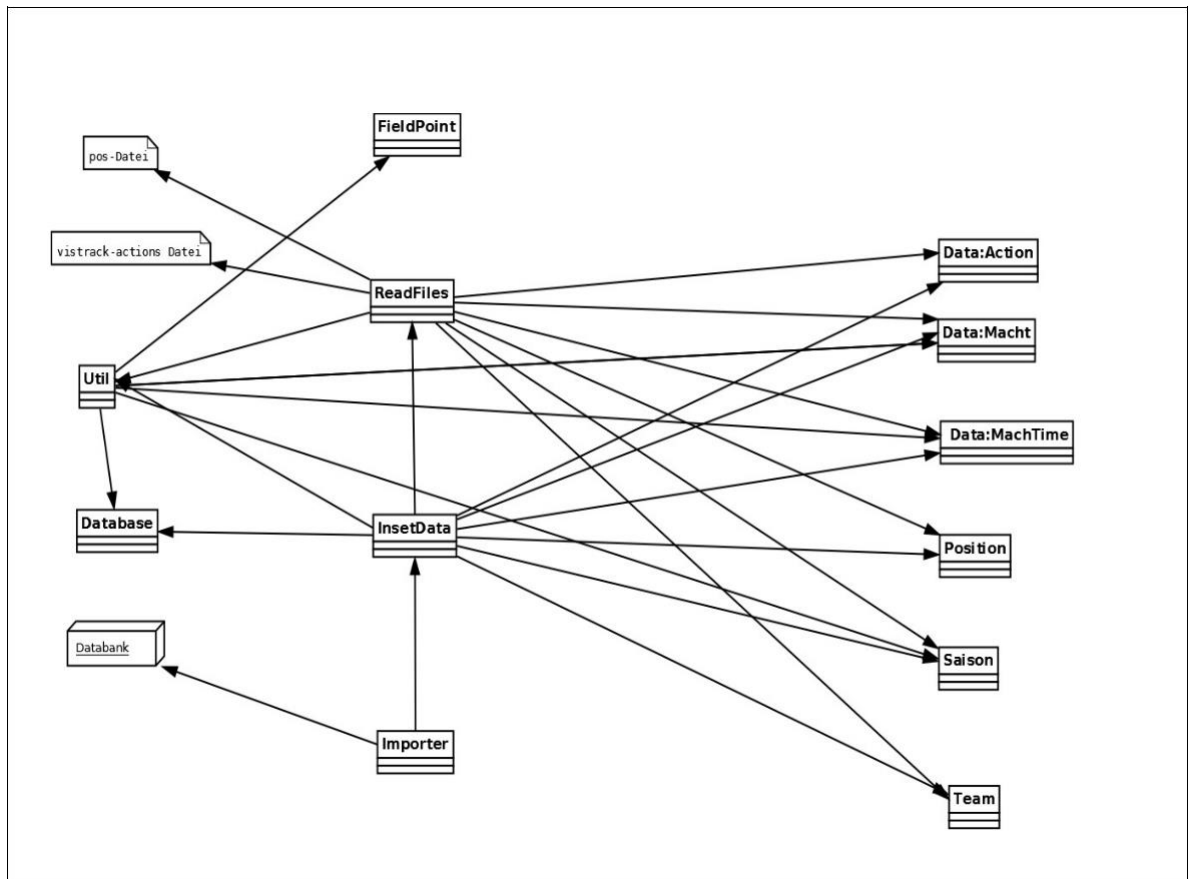 FieldPoint
pos-Datei
vistrack-actions Datei
Data:Action
ReadFiles
Data:Macht
Util
Data:MachTime
Database
InsetData
Position
Databank
Saison
Importer
Team